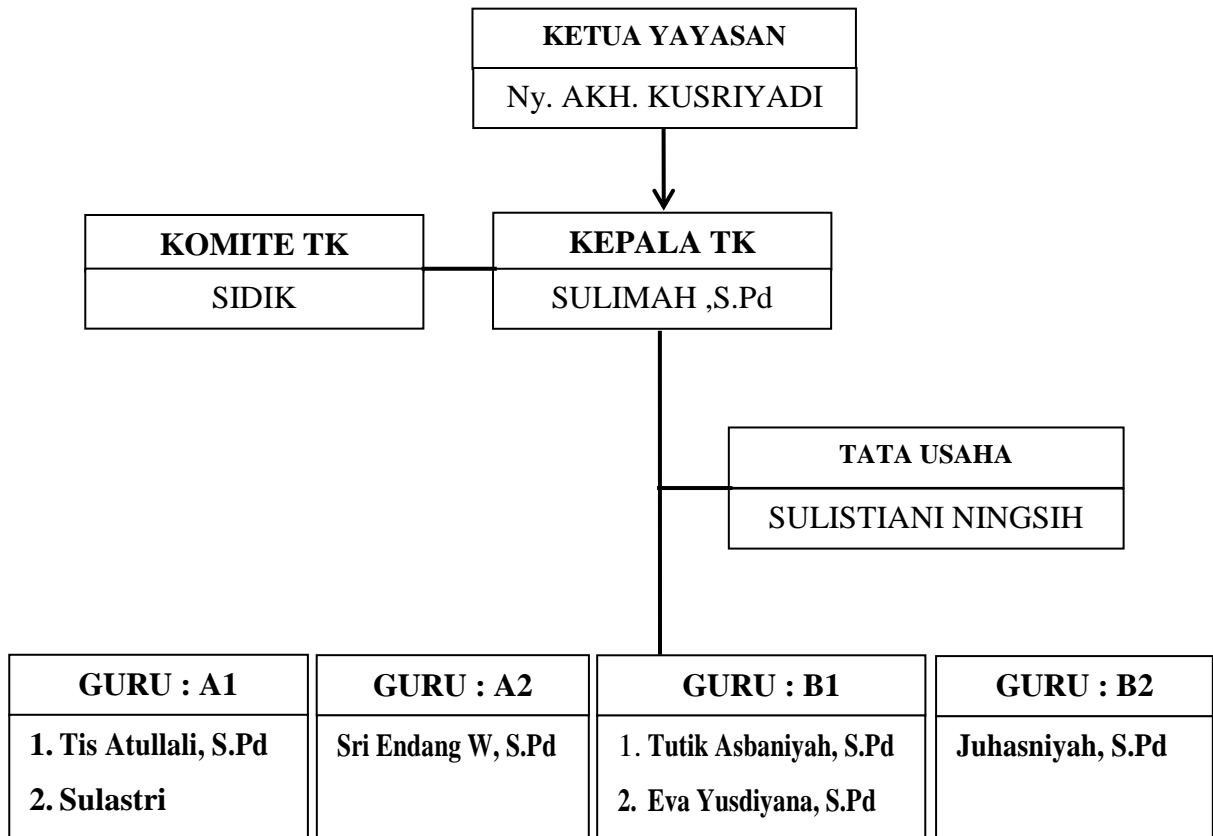 KETUA YAYASAN
Ny. AKH. KUSRIYADI
KOMITE TK
SIDIK
KEPALA TK
SULIMAH ,S.Pd
TATA USAHA
SULISTIANI NINGSIH
GURU : A1
1. Tis Atullali, S.Pd
2. Sulastri
GURU : A2
Sri Endang W, S.Pd
GURU : B1
1. Tutik Asbaniyah, S.Pd
2. Eva Yusdiyana, S.Pd
GURU : B2
Juhasniyah, S.Pd